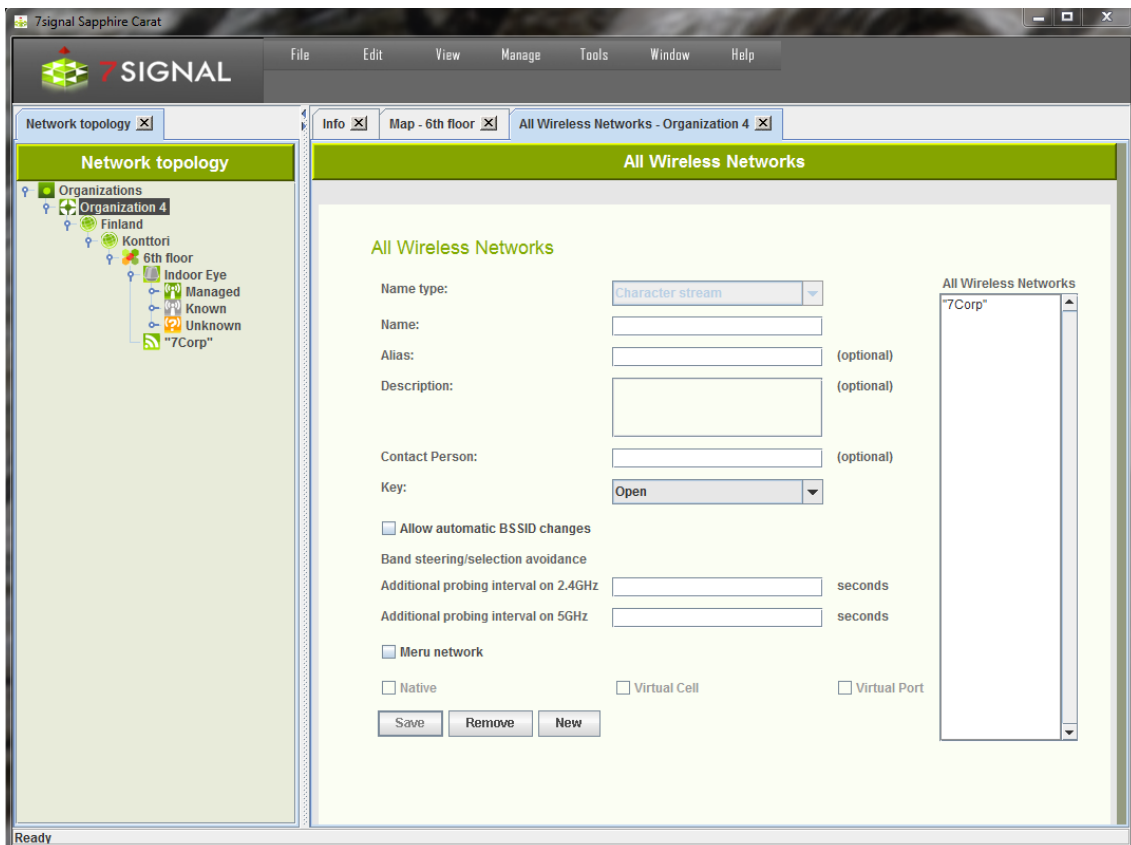 7signal Sapphire Carat
7SIGNAL
File Edit View Manage Tools Window Help
Network topology
Info
Map - 6th floor
All Wireless Networks - Organization 4
Network topology
Organizations
Organization 4
Finland
Konttori
6th floor
Indoor Eye
Managed
Known
Unknown
"7Corp"
All Wireless Networks
All Wireless Networks
Name type: Character stream
Name:
Alias: (optional)
Description: (optional)
Contact Person: (optional)
Key: Open
Allow automatic BSSID changes
Band steering/selection avoidance
Additional probing interval on 2.4GHz seconds
Additional probing interval on 5GHz seconds
Meru network
Native Virtual Cell Virtual Port
Save Remove New
All Wireless Networks
"7Corp"
Ready